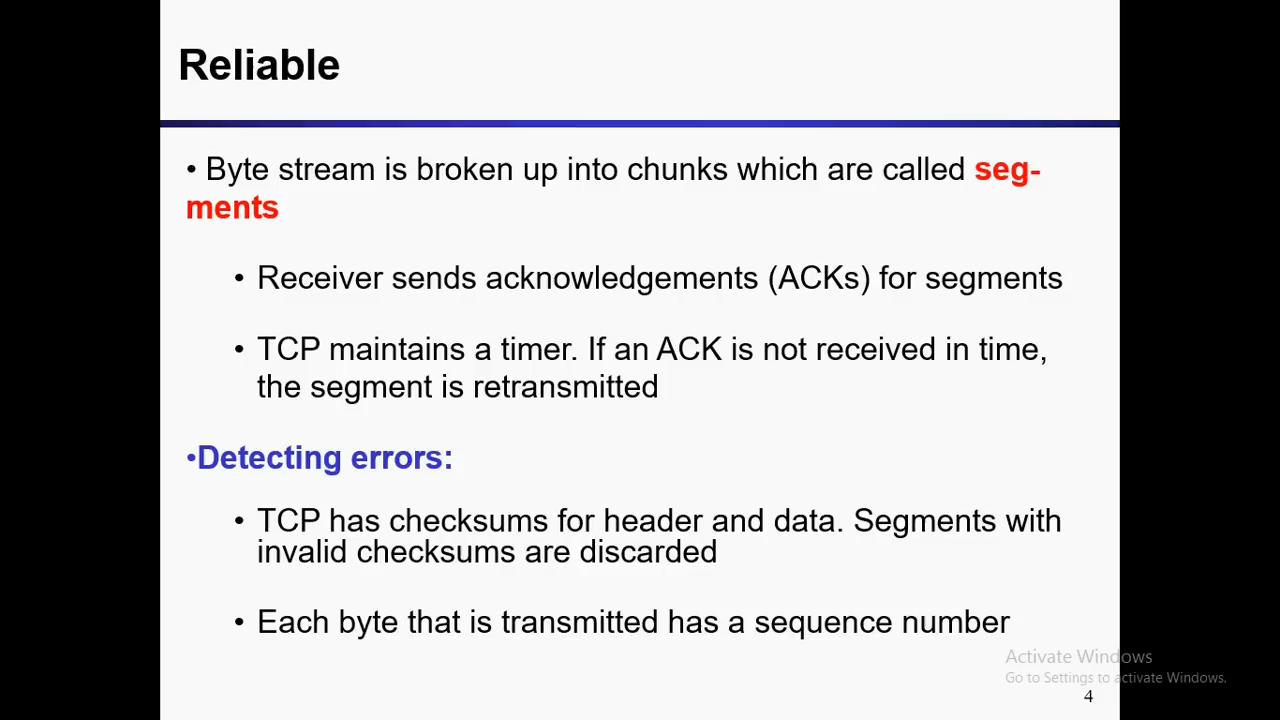 Reliable
• Byte stream is broken up into chunks which are called seg-
ments
• Receiver sends acknowledgements (ACKs) for segments
• TCP maintains a timer. If an ACK is not received in time,
the segment is retransmitted
•Detecting errors:
• TCP has checksums for header and data. Segments with
invalid checksums are discarded
• Each byte that is transmitted has a sequence number
Activate Windows
Go to Settings to activate Windows.
4